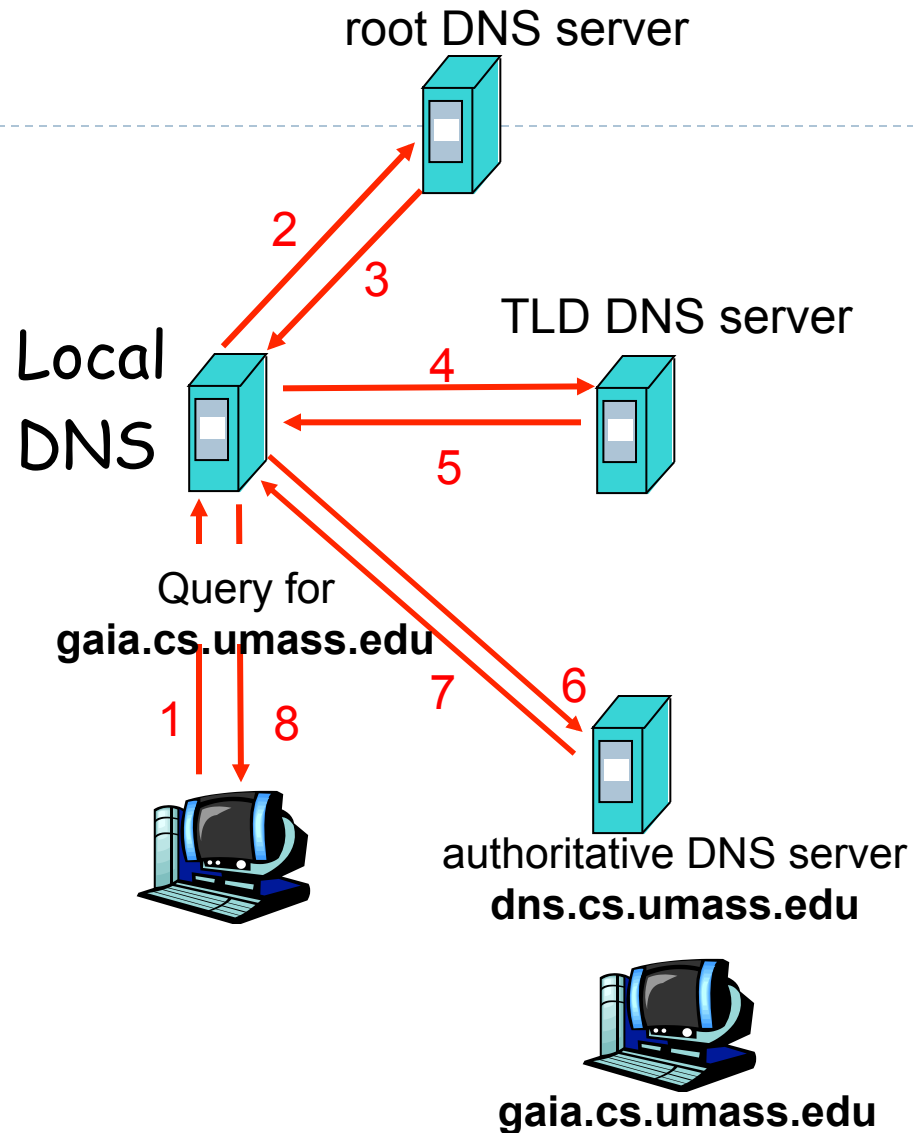 root DNS server
2
3
TLD DNS server
Local
DNS
4
5
Query for
gaia.cs.umass.edu
1
8
7
6
authoritative DNS server
dns.cs.umass.edu
gaia.cs.umass.edu